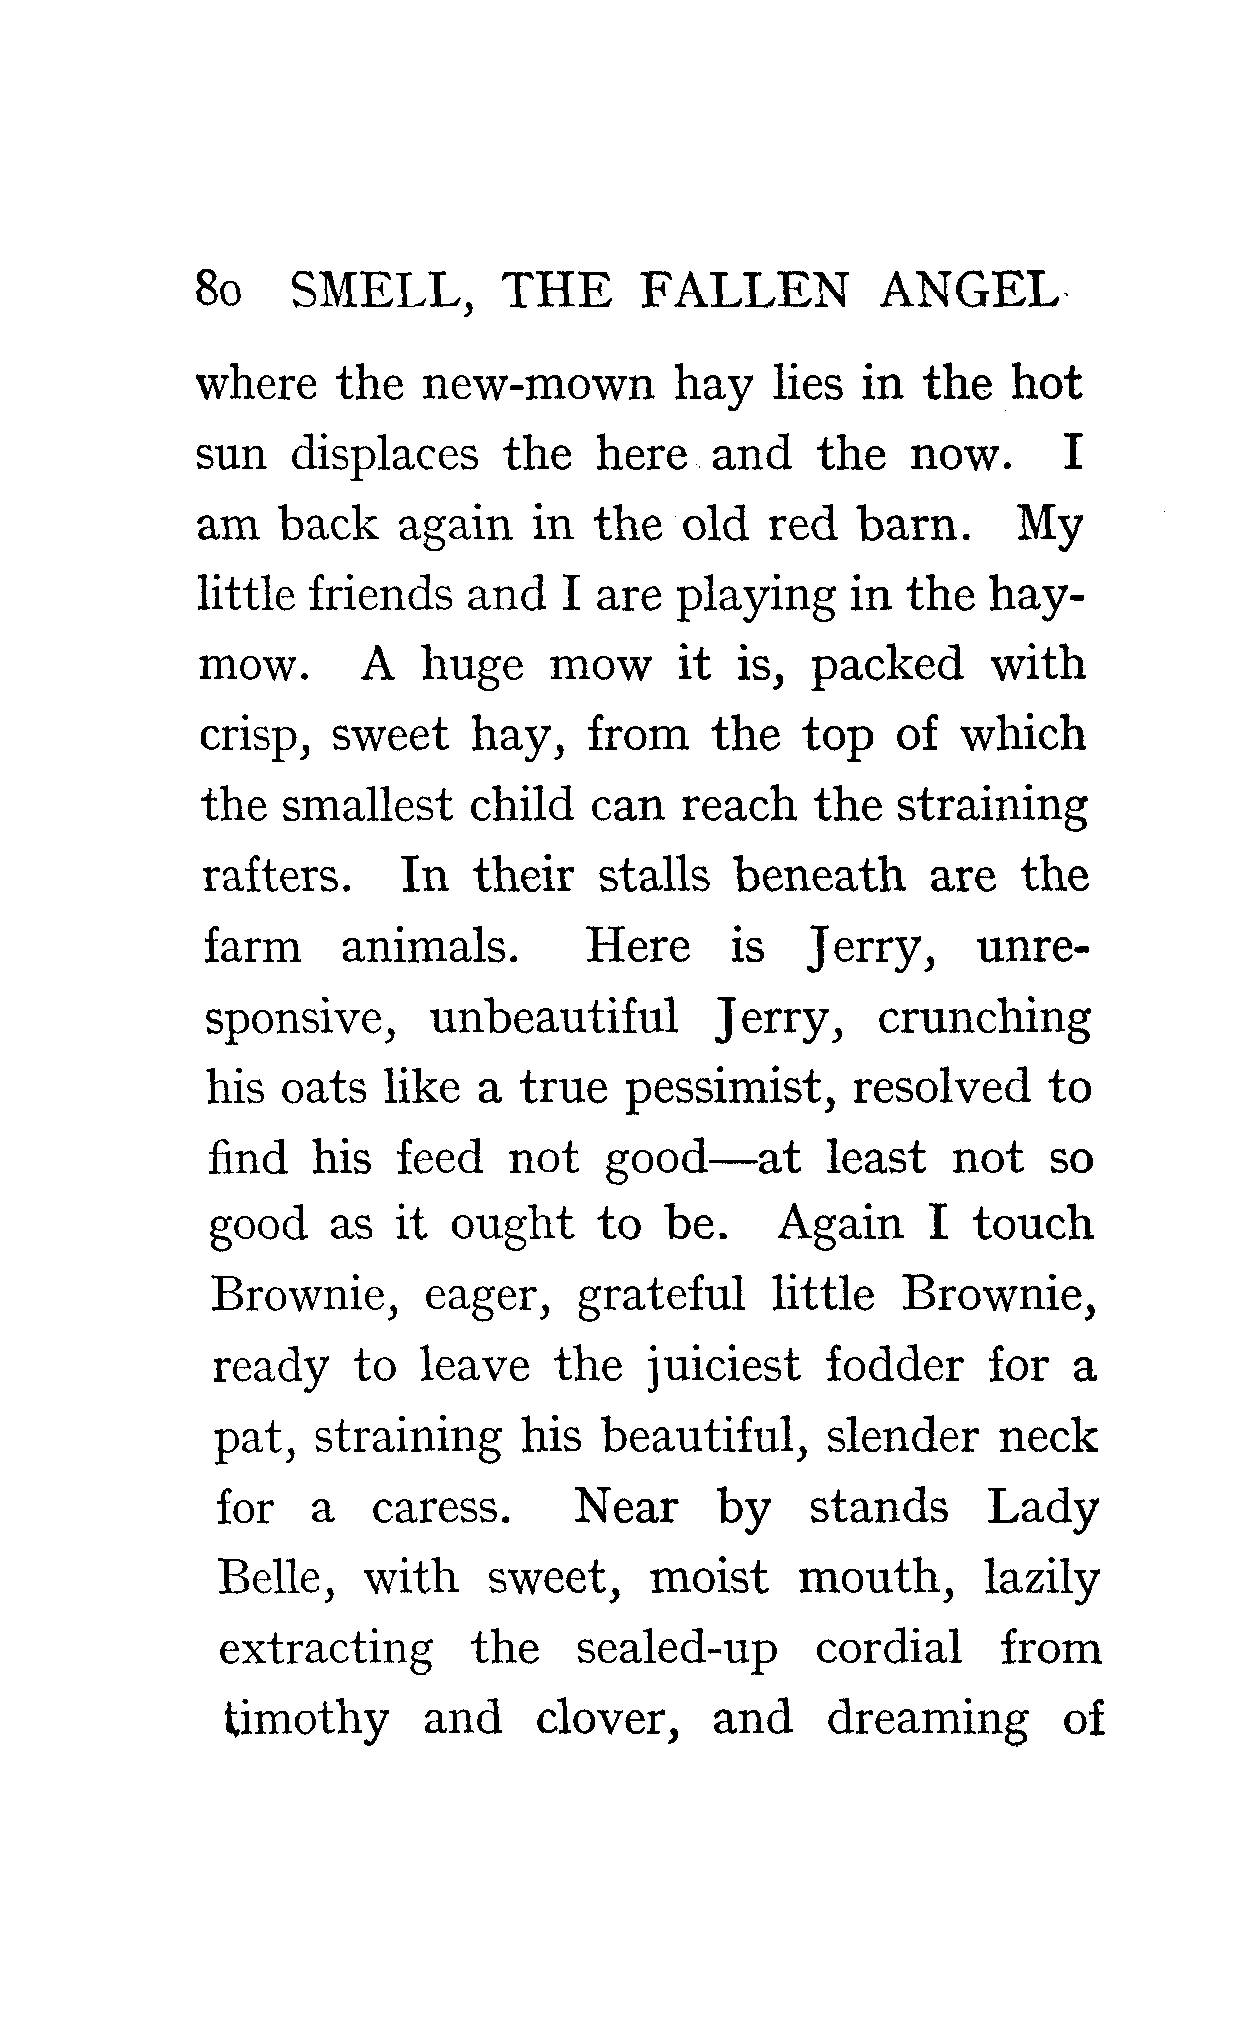 80 SMELL, THE FALLEN ANGEL
where the new-mown hay lies in the hot
sun displaces the here and the now. I
am back again in the old red barn. My
little friends and I are playing in the hay-
mow. A huge mow it is, packed with
crisp, sweet hay, from the top of which
the smallest child can reach the straining
rafters. In their stalls beneath are the
farm animals. Here is Jerry, unre-
sponsive, unbeautiful Jerry, crunching
his oats like a true pessimist, resolved to
find his feed not good—at least not so
good as it ought to be. Again I touch
Brownie, eager, grateful little Brownie,
ready to leave the juiciest fodder for a
pat, straining his beautiful, slender neck
for a caress. Near by stands Lady
Belle, with sweet, moist mouth, lazily
extracting the sealed-up cordial from
timothy and clover, and dreaming of